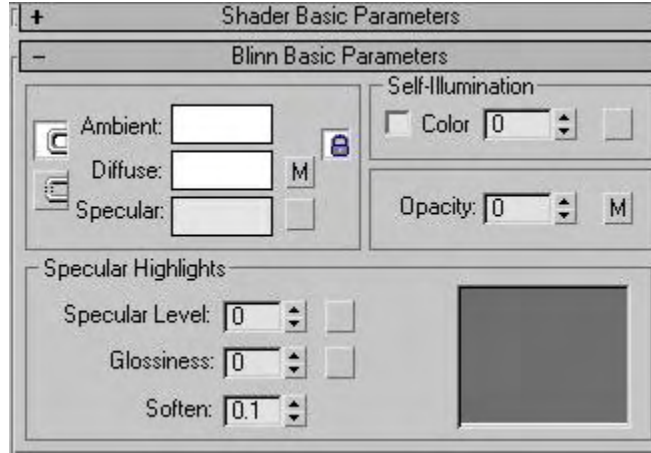 + Shader Basic Parameters
- Blinn Basic Parameters
Self-Illumination
Ambient:
Color 0
Diffuse: M
Specular:
Opacity: 0 M
Specular Highlights
Specular Level: 0
Glossiness: 0
Soften: 0.1